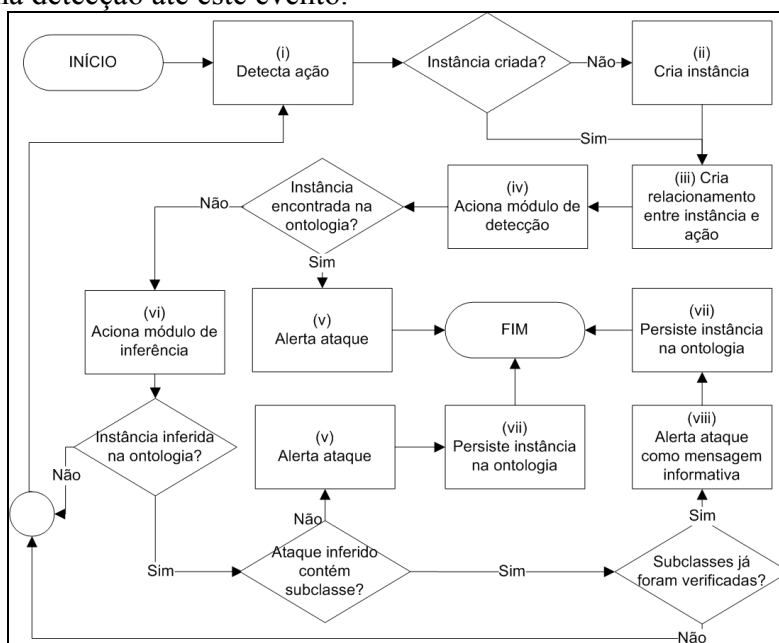 na detecção até este evento.
INÍCIO
(i)
Detecta ação
Instância criada?
Não
(ii)
Cria instância
Sim
(iii) Cria
relacionamento
entre instância e
ação
(iv)
Aciona módulo de
detecção
Instância
encontrada na
ontologia?
Não
Sim
(vi)
Aciona módulo de
inferência
(v)
Alerta ataque
FIM
(vii)
Persiste instância
na ontologia
Instância inferida
na ontologia?
Não
Sim
(v)
Alerta ataque
(vii)
Persiste instância
na ontologia
(viii)
Alerta ataque
como mensagem
informativa
Não
Ataque inferido
contém
subclasse?
Sim
Sim
Subclasses já
foram verificadas?
Não